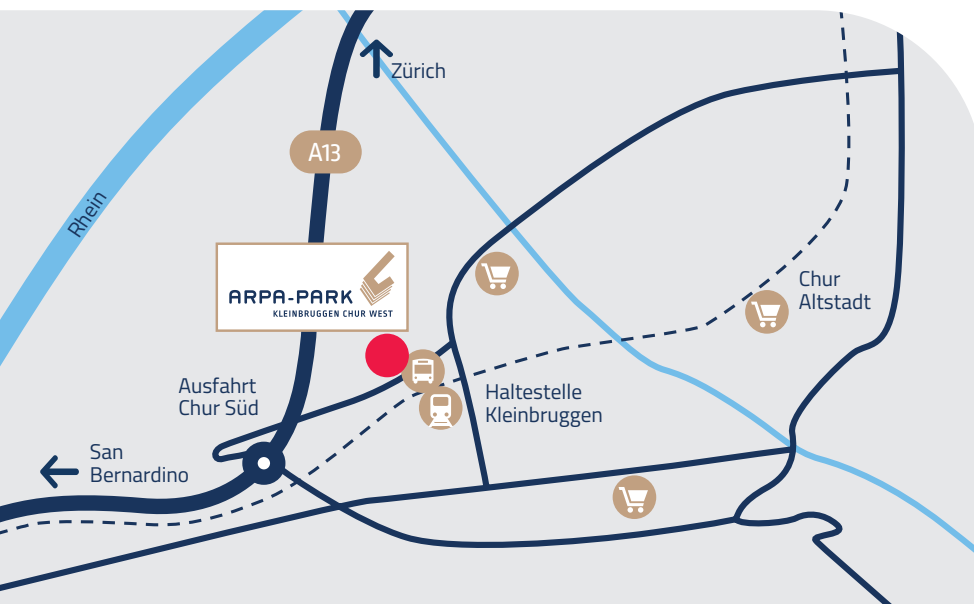 Zürich
A13
Rhein
ARPA-PARK
KLEINBRUGGEN CHUR WEST
Chur
Altstadt
Ausfahrt
Chur Süd
Haltestelle
Kleinbruggen
San
Bernardino